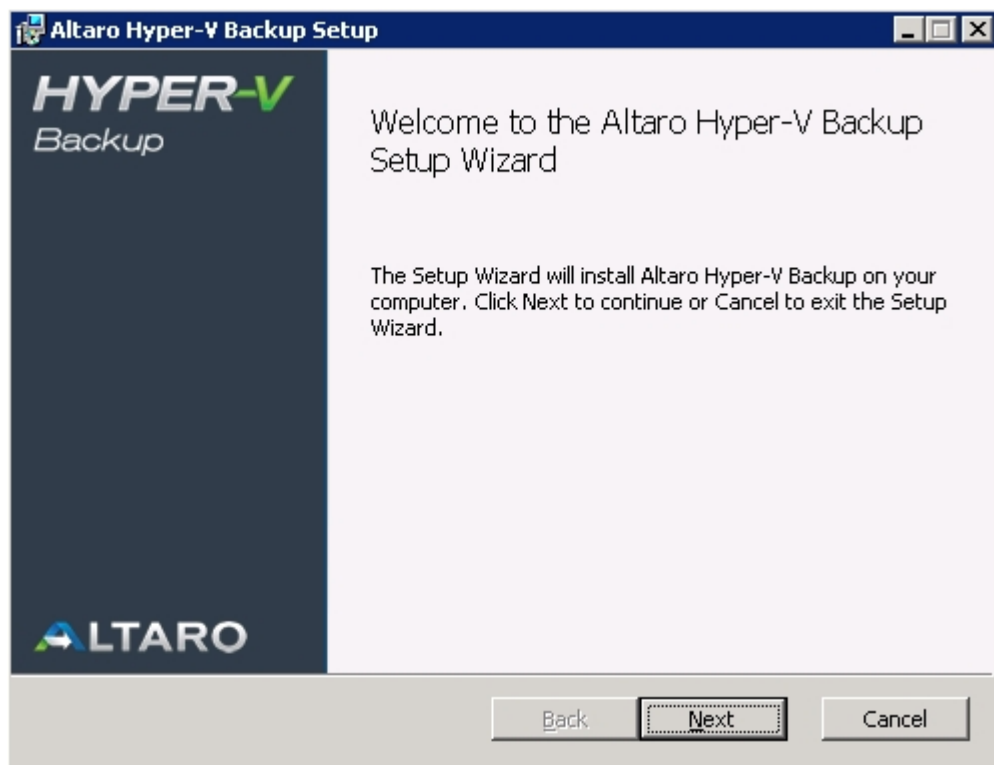 Altaro Hyper-V Backup Setup
HYPER-V
Backup
Welcome to the Altaro Hyper-V Backup
Setup Wizard
The Setup Wizard will install Altaro Hyper-V Backup on your
computer. Click Next to continue or Cancel to exit the Setup
Wizard.
ALTARO
Back
Next
Cancel